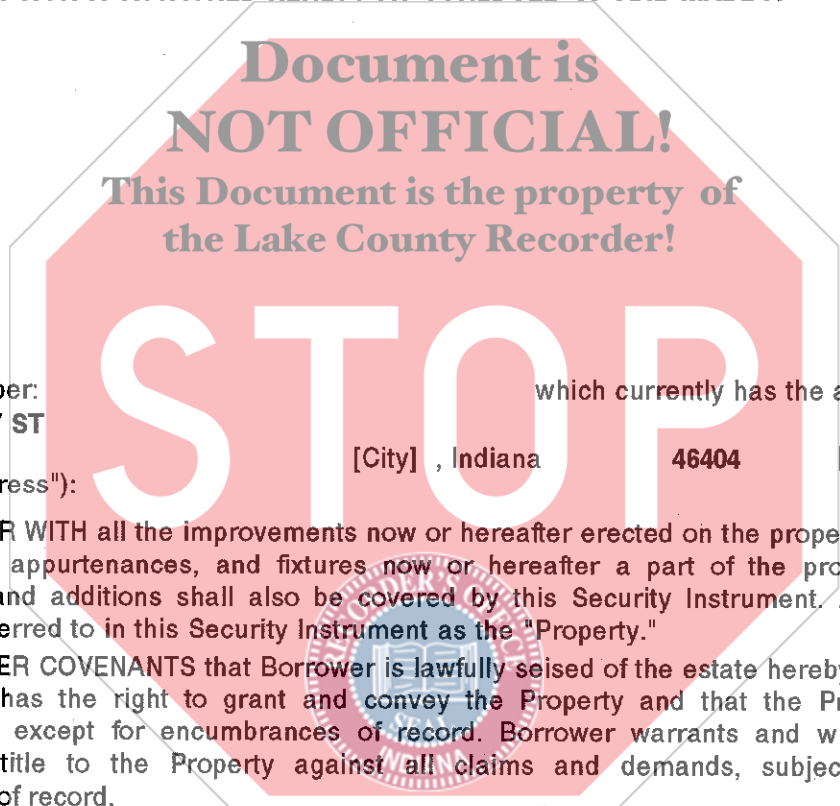 Document is
NOT OFFICIAL!
This Document is the property of
the Lake County Recorder!
STOP
which currently has the a
ST
[City] , Indiana 46404
ress"):
R WITH all the improvements now or hereafter erected on the prope
appurtenances, and fixtures now or hereafter a part of the pro
and additions shall also be covered by this Security Instrument.
erred to in this Security Instrument as the "Property."
ER COVENANTS that Borrower is lawfully seised of the estate hereby
has the right to grant and convey the Property and that the Pr
except for encumbrances of record. Borrower warrants and w
title to the Property against all claims and demands, subjec
of record.
RECORDER'S OFFICE
SEAL
INDIANA